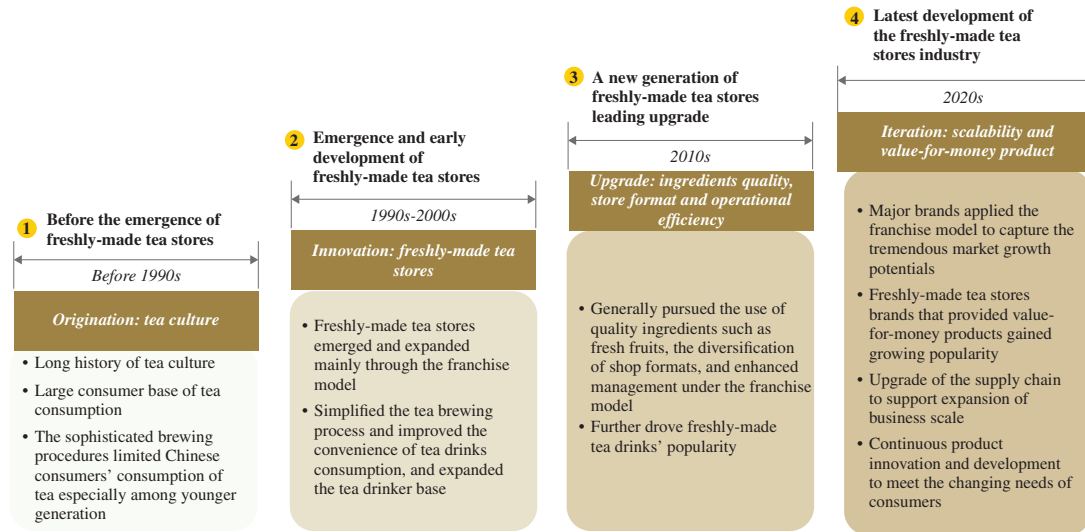 1
Before the emergence of
freshly-made tea stores
Before 1990s
Origination: tea culture
• Long history of tea culture
• Large consumer base of tea
consumption
• The sophisticated brewing
procedures limited Chinese
consumers’ consumption of
tea especially among younger
generation
2
Emergence and early
development of
freshly-made tea stores
1990s-2000s
Innovation: freshly-made tea
stores
• Freshly-made tea stores
emerged and expanded
mainly through the franchise
model
• Simplified the tea brewing
process and improved the
convenience of tea drinks
consumption, and expanded
the tea drinker base
3
A new generation of
freshly-made tea stores
leading upgrade
2010s
Upgrade: ingredients quality,
store format and operational
efficiency
• Generally pursued the use of
quality ingredients such as
fresh fruits, the diversification
of shop formats, and enhanced
management under the franchise
model
• Further drove freshly-made
tea drinks’ popularity
4
Latest development of
the freshly-made tea
stores industry
2020s
Iteration: scalability and
value-for-money product
• Major brands applied the
franchise model to capture the
tremendous market growth
potentials
• Freshly-made tea stores
brands that provided value-
for-money products gained
growing popularity
• Upgrade of the supply chain
to support expansion of
business scale
• Continuous product
innovation and development
to meet the changing needs of
consumers